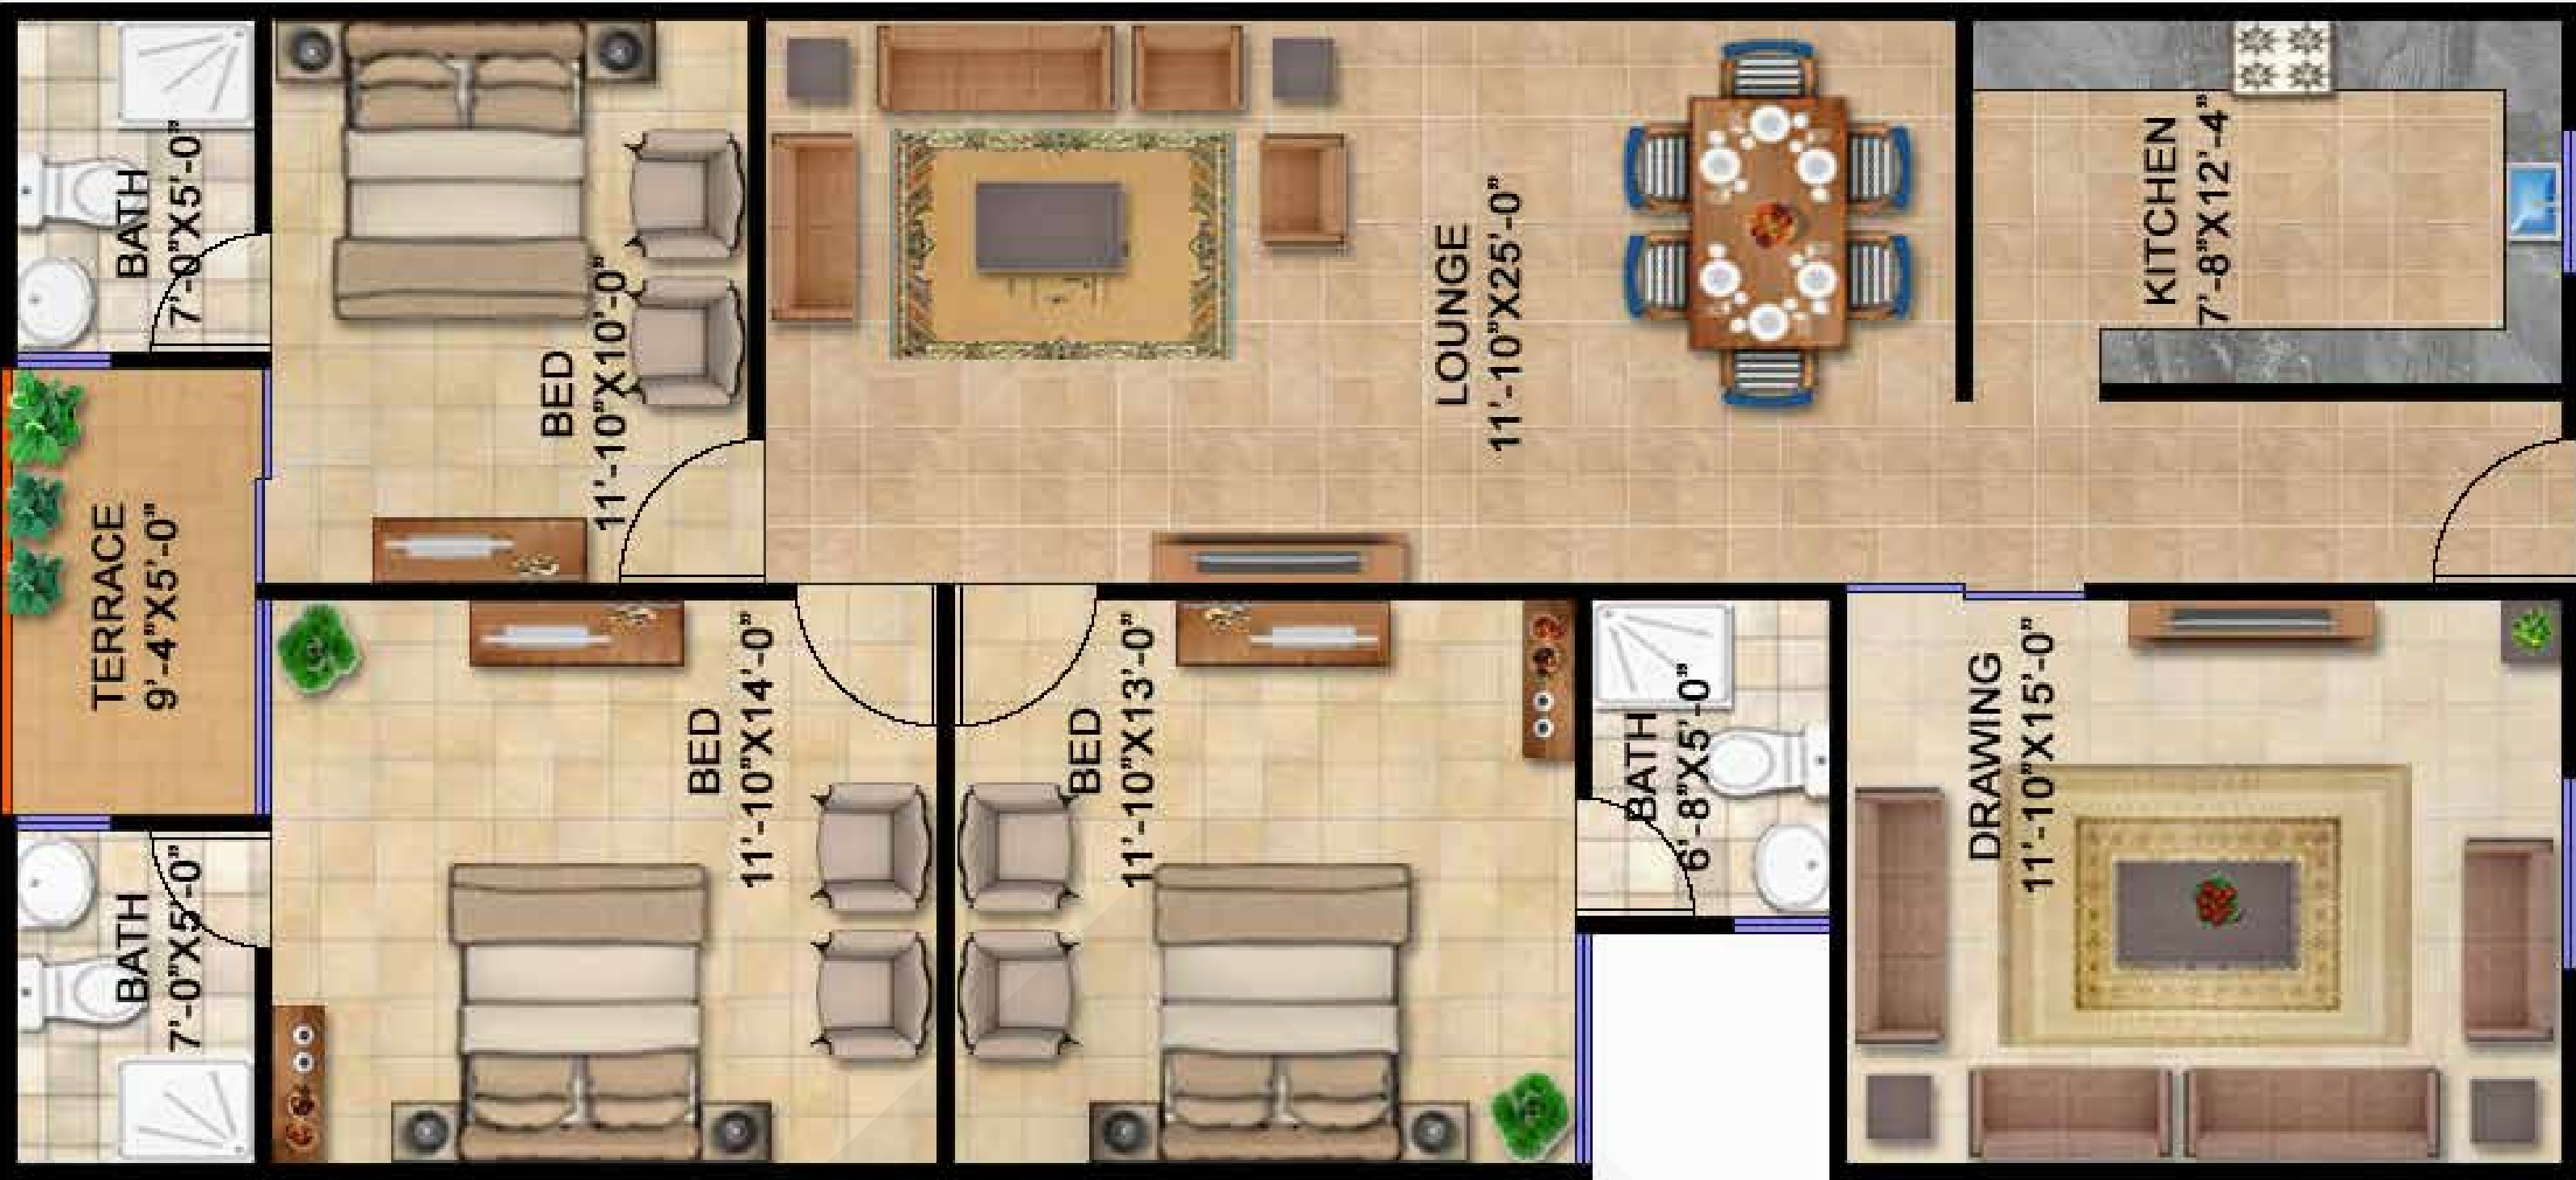 BATH
7'-0"X5'-0"
BED
11'-10"X10'-0"
LOUNGE
11'-10"X25'-0"
KITCHEN
7'-8"X12'-4"
TERRACE
9'-4"X5'-0"
BED
11'-10"X14'-0"
BED
11'-10"X13'-0"
BATH
6'-8"X5'-0"
DRAWING
11'-10"X15'-0"
BATH
7'-0"X5'-0"